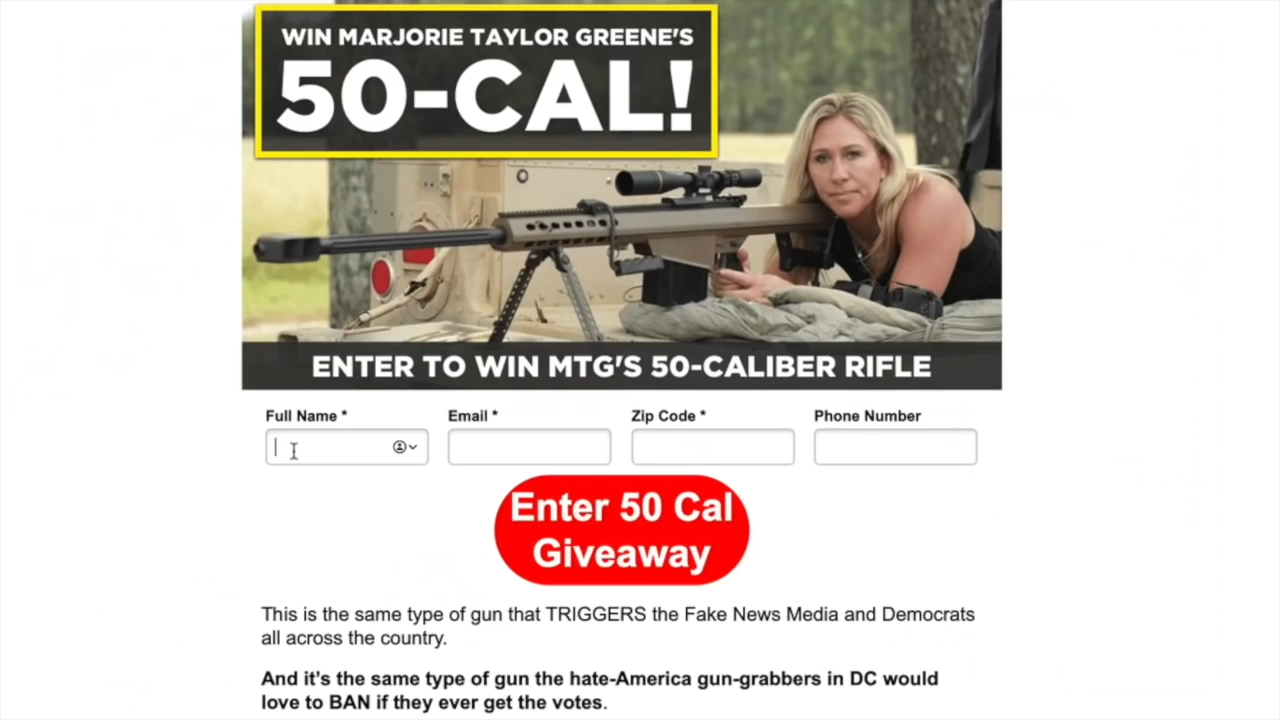 WIN MARJORIE TAYLOR GREENE'S
50-CAL!
ENTER TO WIN MTG'S 50-CALIBER RIFLE
Full Name * Email * Zip Code * Phone Number
Enter 50 Cal
Giveaway
This is the same type of gun that TRIGGERS the Fake News Media and Democrats
all across the country.
And it’s the same type of gun the hate-America gun-grabbers in DC would
love to BAN if they ever get the votes.